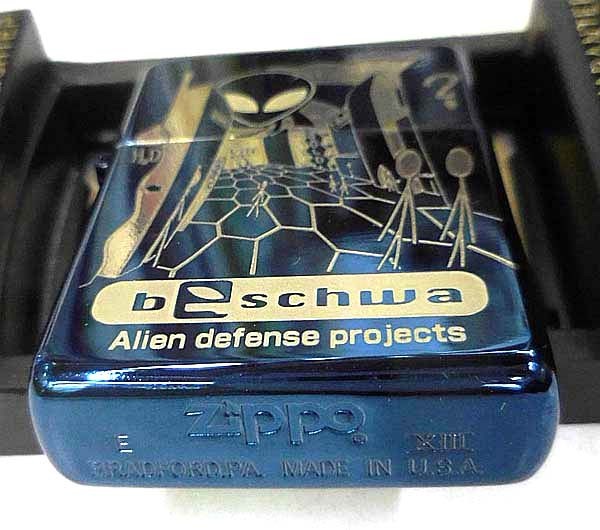 ?
beschwa
Alien defense projects
Zippo
E XIII
BRADFORD,PA. MADE IN U.S.A.